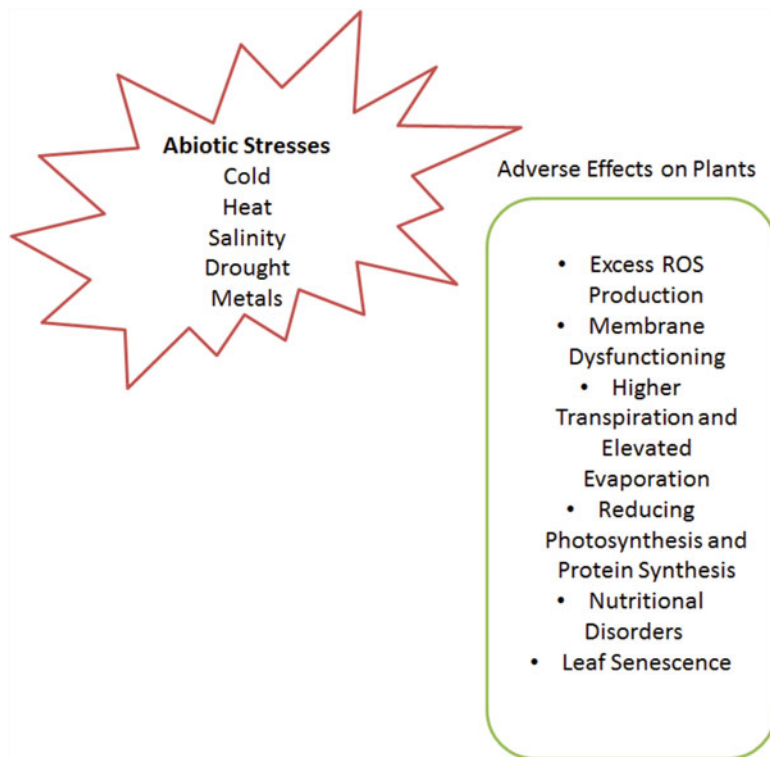 Abiotic Stresses
Cold
Heat
Salinity
Drought
Metals
Adverse Effects on Plants
• Excess ROS
Production
• Membrane
Dysfunctioning
• Higher
Transpiration and
Elevated
Evaporation
• Reducing
Photosynthesis and
Protein Synthesis
• Nutritional
Disorders
• Leaf Senescence